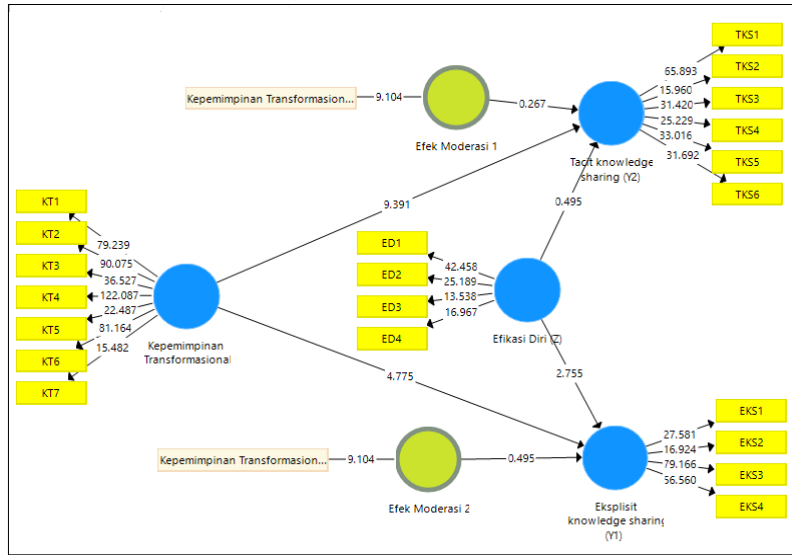 TKS1
65.893
TKS2
15.960
Kepemimpinan Transformasion...
9.104
0.267
31.420
TKS3
25.229
TKS4
33.016
Efek Moderasi 1
Tacit knowledge
sharing (Y2)
31.692
TKS5
TKS6
9.391
0.495
KT1
79.239
KT2
90.075
KT3
36.527
KT4
122.087
KT5
22.487
KT6
81.164
KT7
15.482
Kepemimpinan
Transformasional
ED1
42.458
ED2
25.189
ED3
13.538
ED4
16.967
Efikasi Diri (Z)
4.775
2.755
EKS1
27.581
EKS2
16.924
EKS3
79.166
EKS4
56.560
Kepemimpinan Transformasion...
9.104
0.495
Efek Moderasi 2
Eksplisit
knowledge sharing
(Y1)